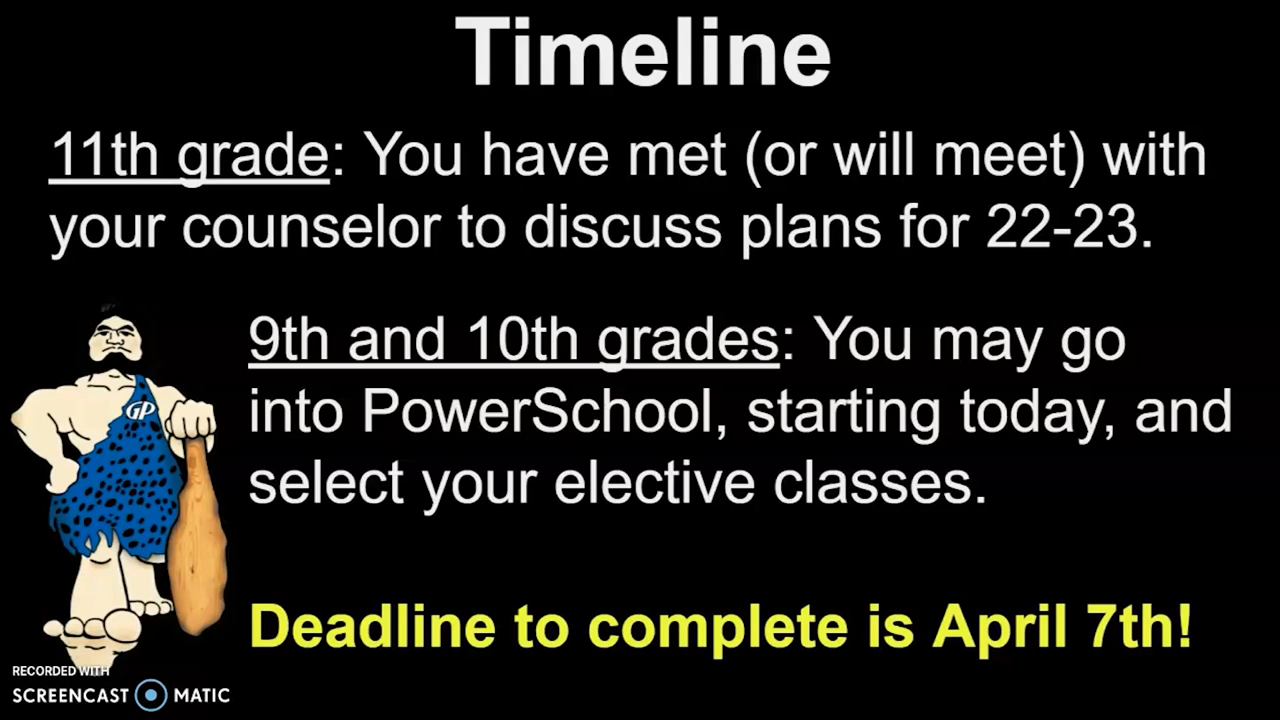 Timeline
11th grade: You have met (or will meet) with
your counselor to discuss plans for 22-23.
9th and 10th grades: You may go
into PowerSchool, starting today, and
select your elective classes.
GP
Deadline to complete is April 7th!
RECORDED WITH
SCREENCAST MATIC